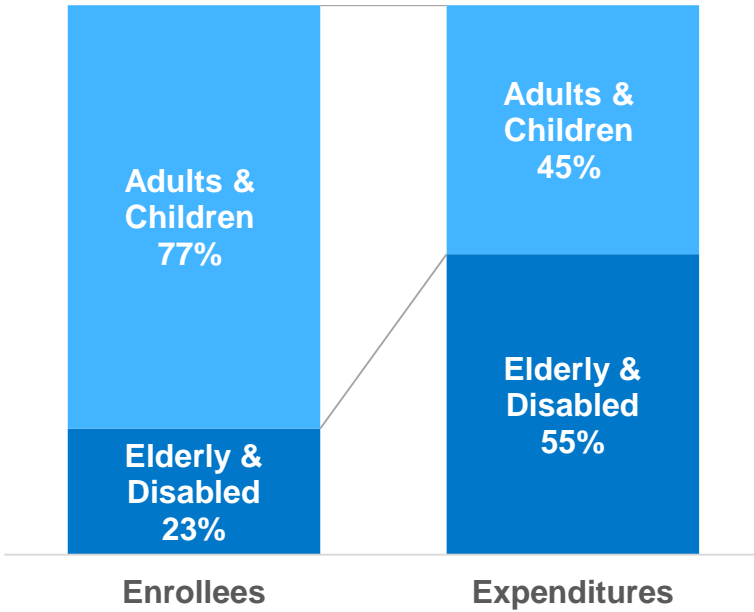 Adults &
Children
77%
Elderly &
Disabled
23%
Adults &
Children
45%
Elderly &
Disabled
55%
Enrollees
Expenditures